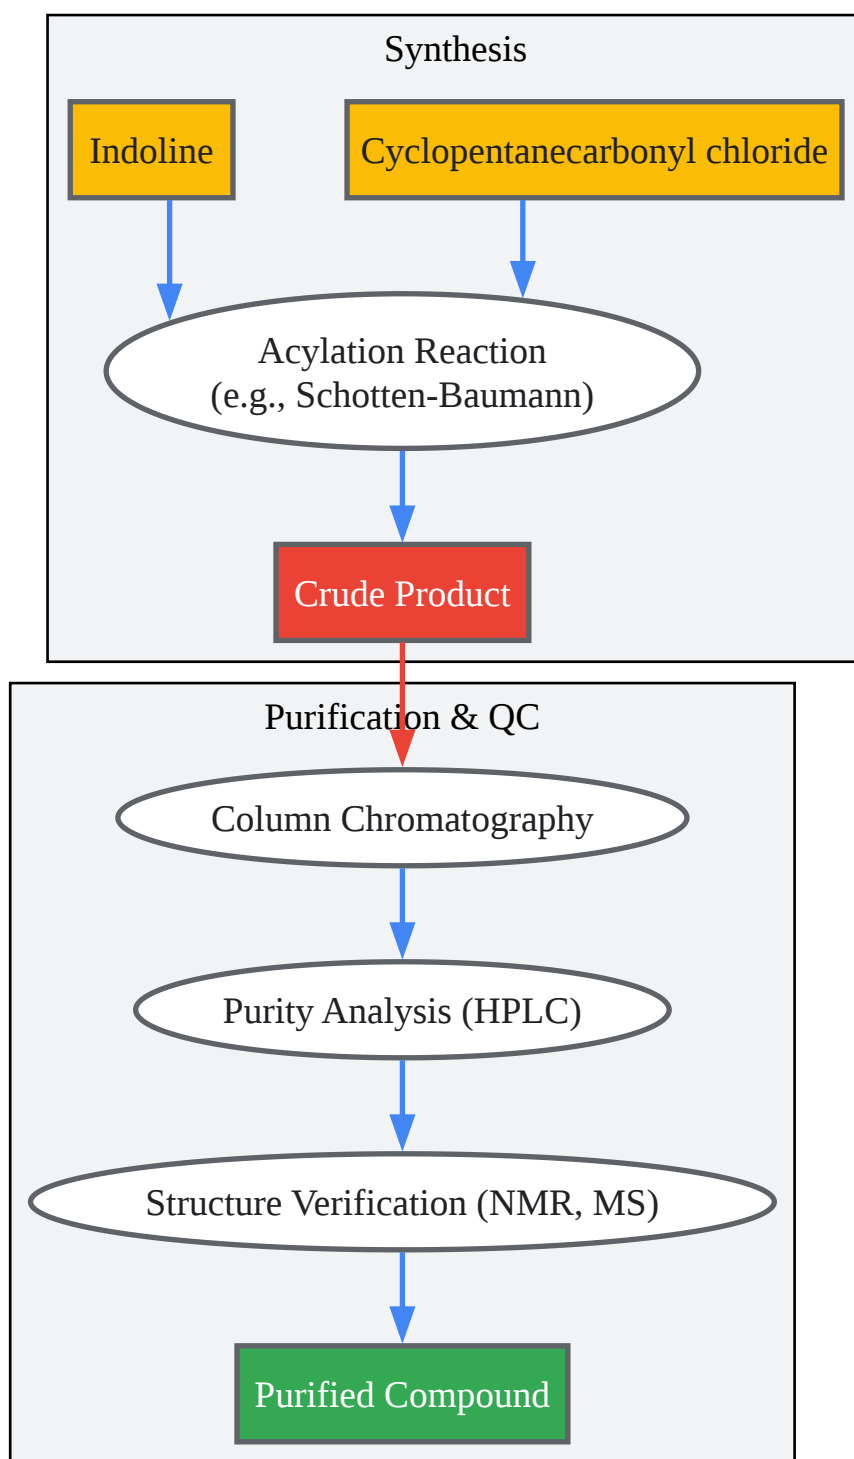 Synthesis
Indoline
Cyclopentanecarbonyl chloride
Acylation Reaction
(e.g., Schotten-Baumann)
Crude Product
Purification & QC
Column Chromatography
Purity Analysis (HPLC)
Structure Verification (NMR, MS)
Purified Compound